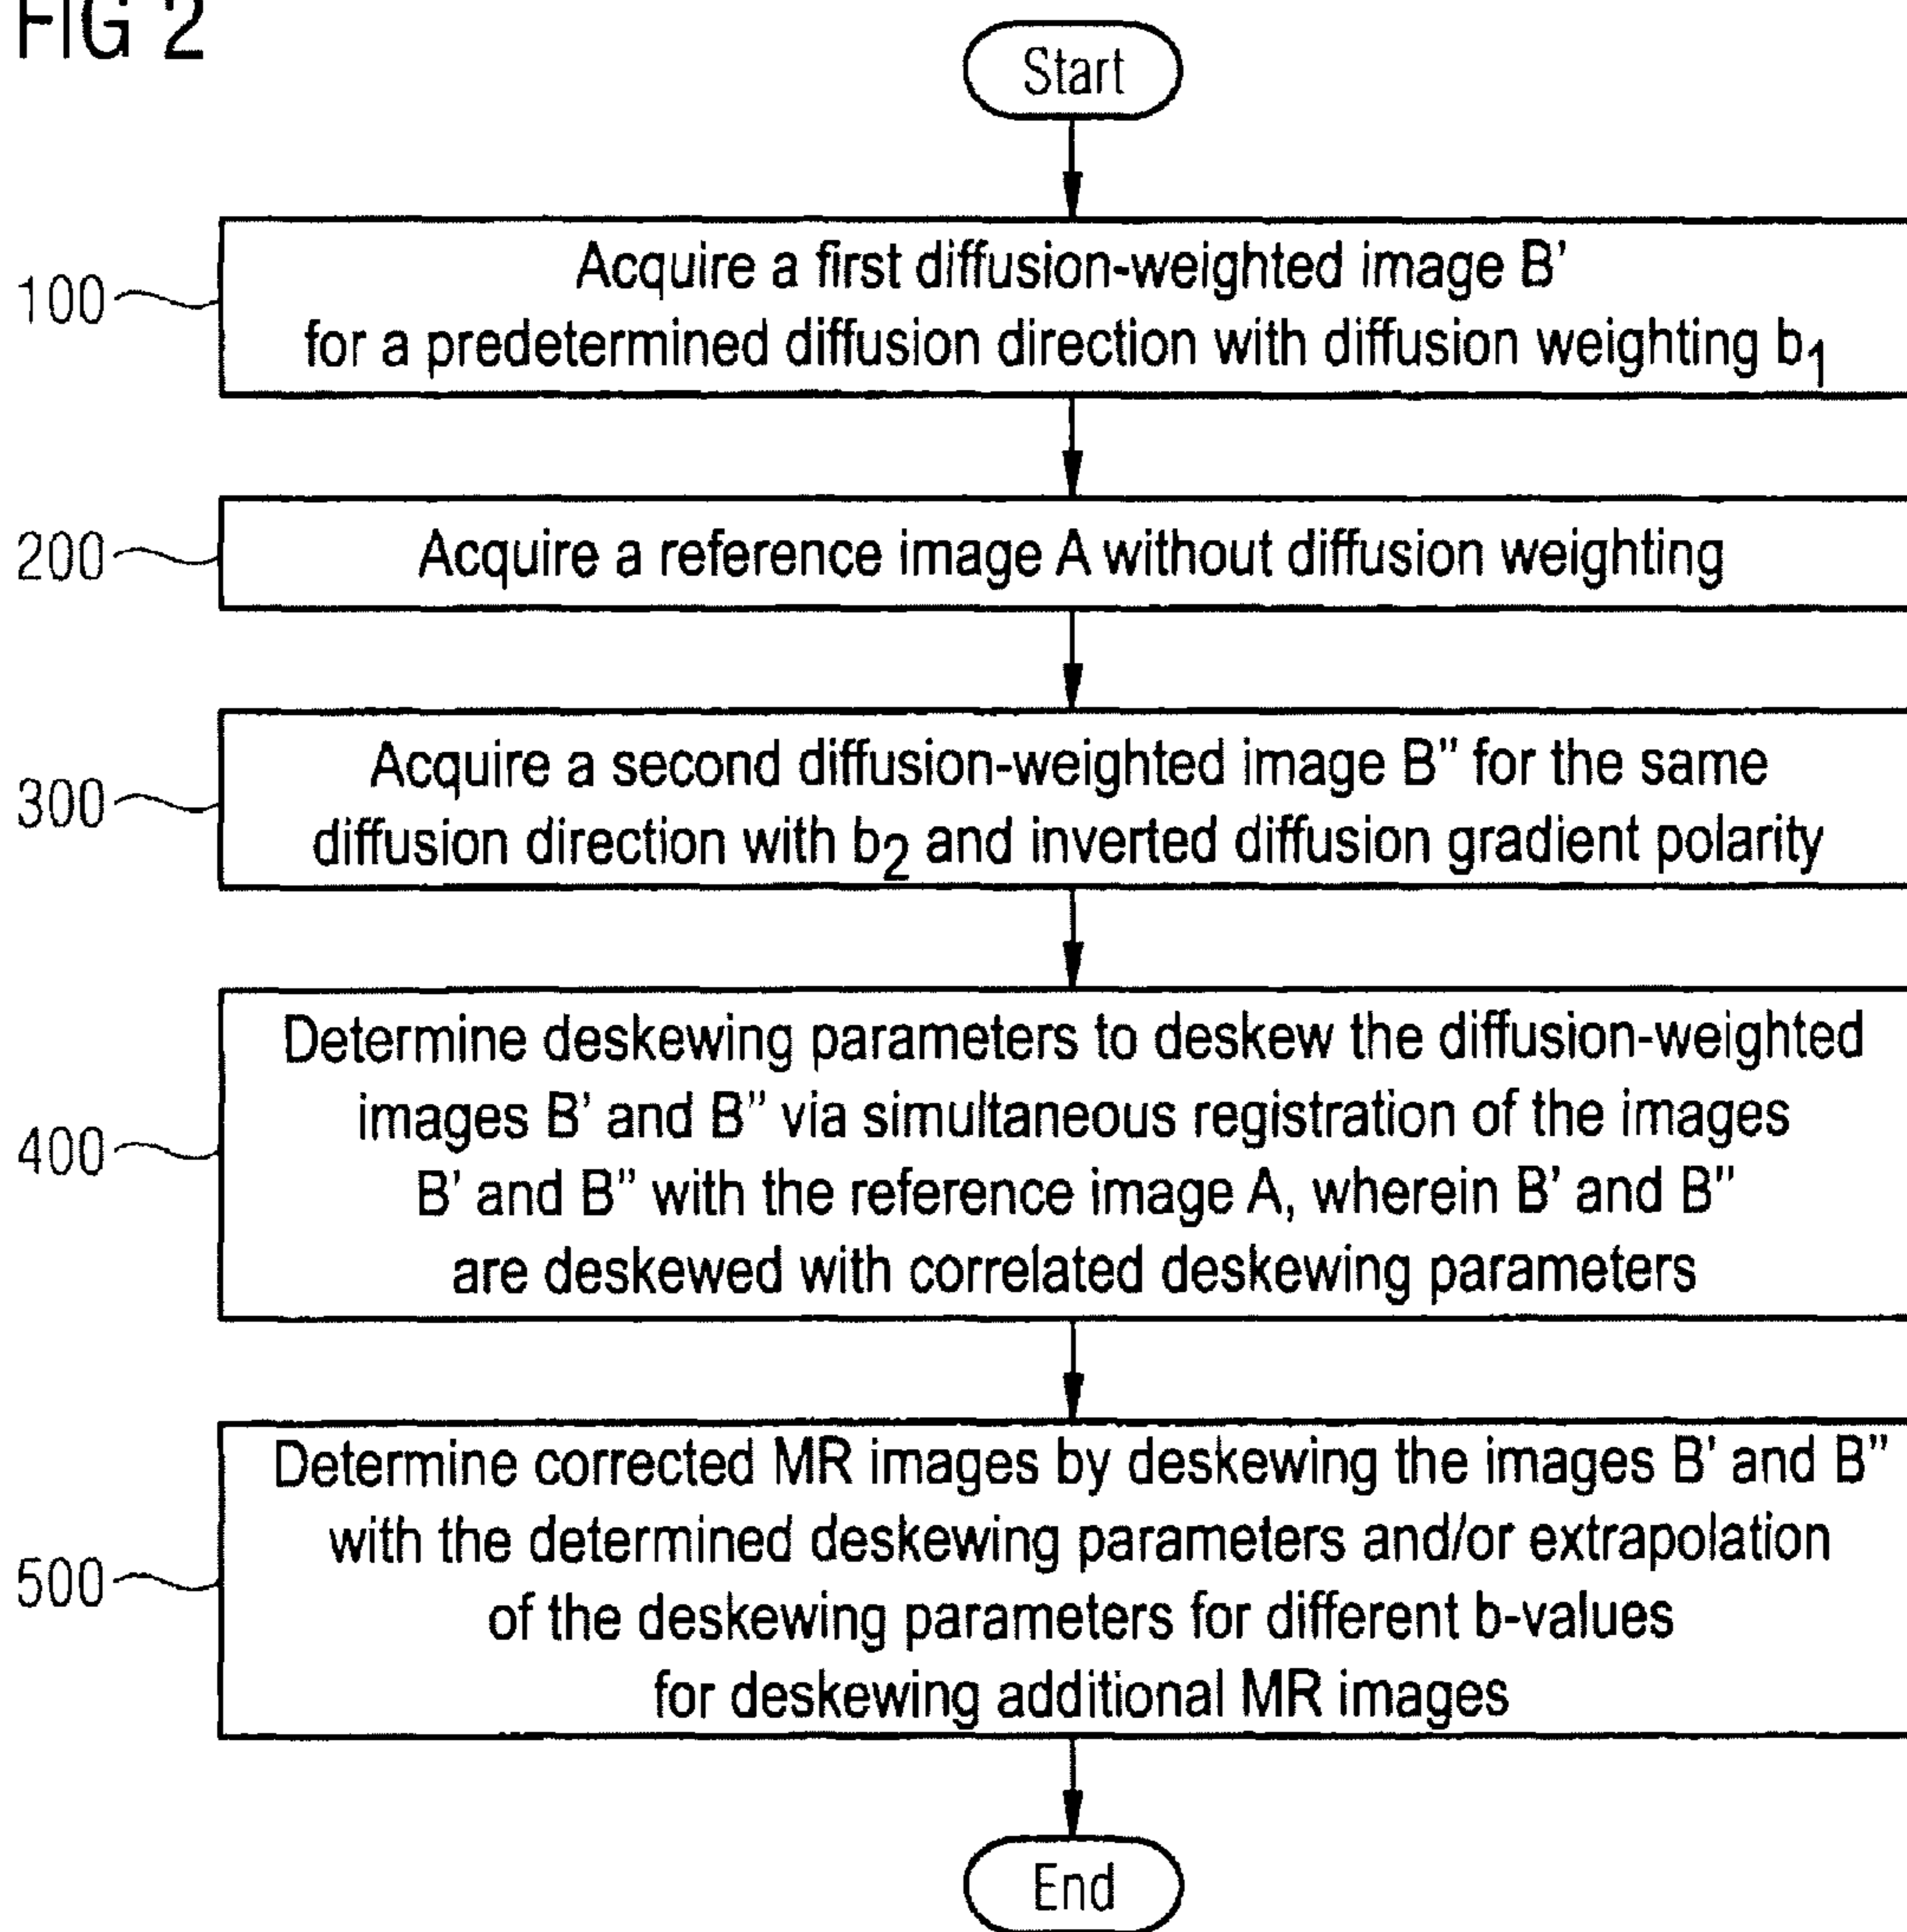 FIG 2
Start
100
Acquire a first diffusion-weighted image B'
for a predetermined diffusion direction with diffusion weighting b₁
200
Acquire a reference image A without diffusion weighting
300
Acquire a second diffusion-weighted image B" for the same
diffusion direction with b₂ and inverted diffusion gradient polarity
400
Determine deskewing parameters to deskew the diffusion-weighted
images B' and B" via simultaneous registration of the images
B' and B" with the reference image A, wherein B' and B"
are deskewed with correlated deskewing parameters
500
Determine corrected MR images by deskewing the images B' and B"
with the determined deskewing parameters and/or extrapolation
of the deskewing parameters for different b-values
for deskewing additional MR images
End